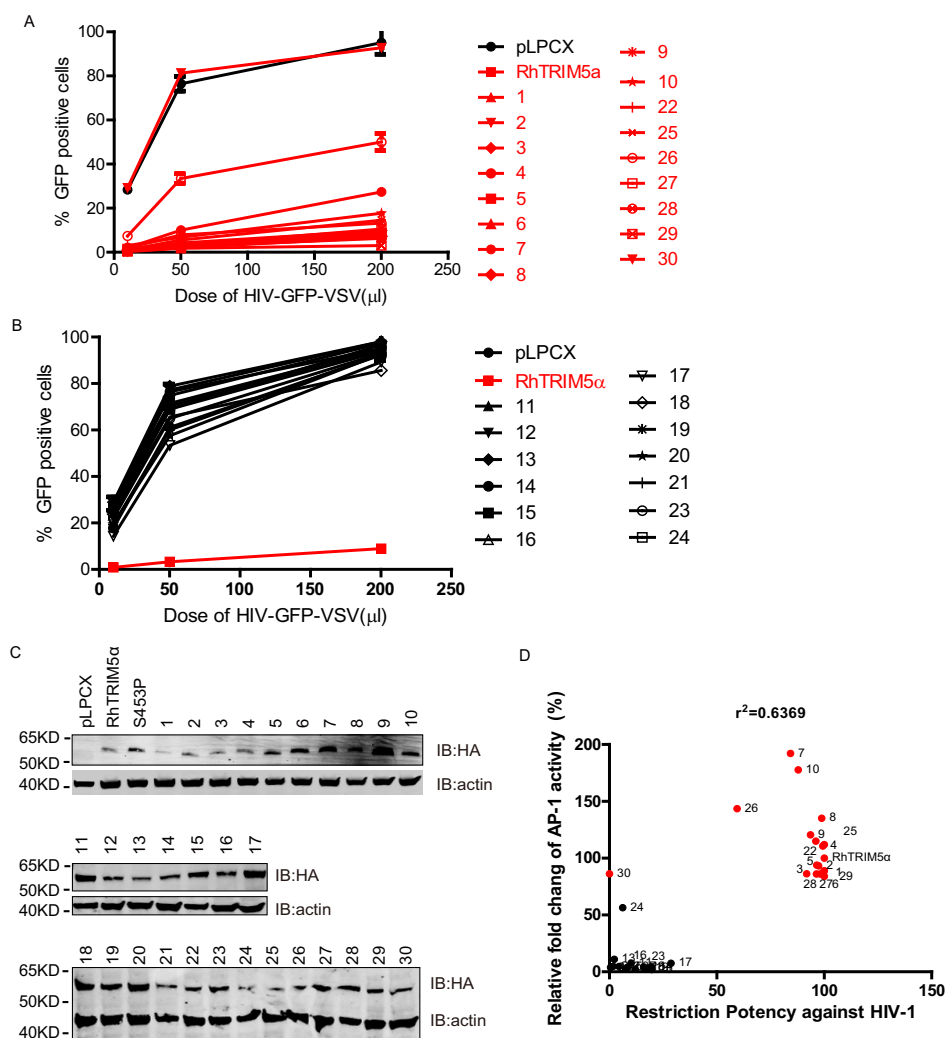 A
% GFP positive cells
100
80
60
40
20
0
0 50 100 150 200 250
Dose of HIV-GFP-VSV(µl)
pLPCX
RhTRIM5a
1
2
3
4
5
6
7
8
9
10
22
25
26
27
28
29
30
B
% GFP positive cells
100
80
60
40
20
0
0 50 100 150 200 250
Dose of HIV-GFP-VSV(µl)
pLPCX
RhTRIM5α
11
12
13
14
15
16
17
18
19
20
21
23
24
C
pLPCX RhTRIM5α S453P 1 2 3 4 5 6 7 8 9 10
65KD
50KD
40KD
IB:HA
IB:actin
11 12 13 14 15 16 17
65KD
50KD
40KD
IB:HA
IB:actin
18 19 20 21 22 23 24 25 26 27 28 29 30
65KD
50KD
40KD
IB:HA
IB:actin
D
r²=0.6369
Relative fold change of AP-1 activity (%)
200
150
100
50
0
0 50 100 150
Restriction Potency against HIV-1
7
10
26
8
9 25
22 4
RhTRIM5α
5 2
3 1
28 27 6 29
30
24
13 16 23 17